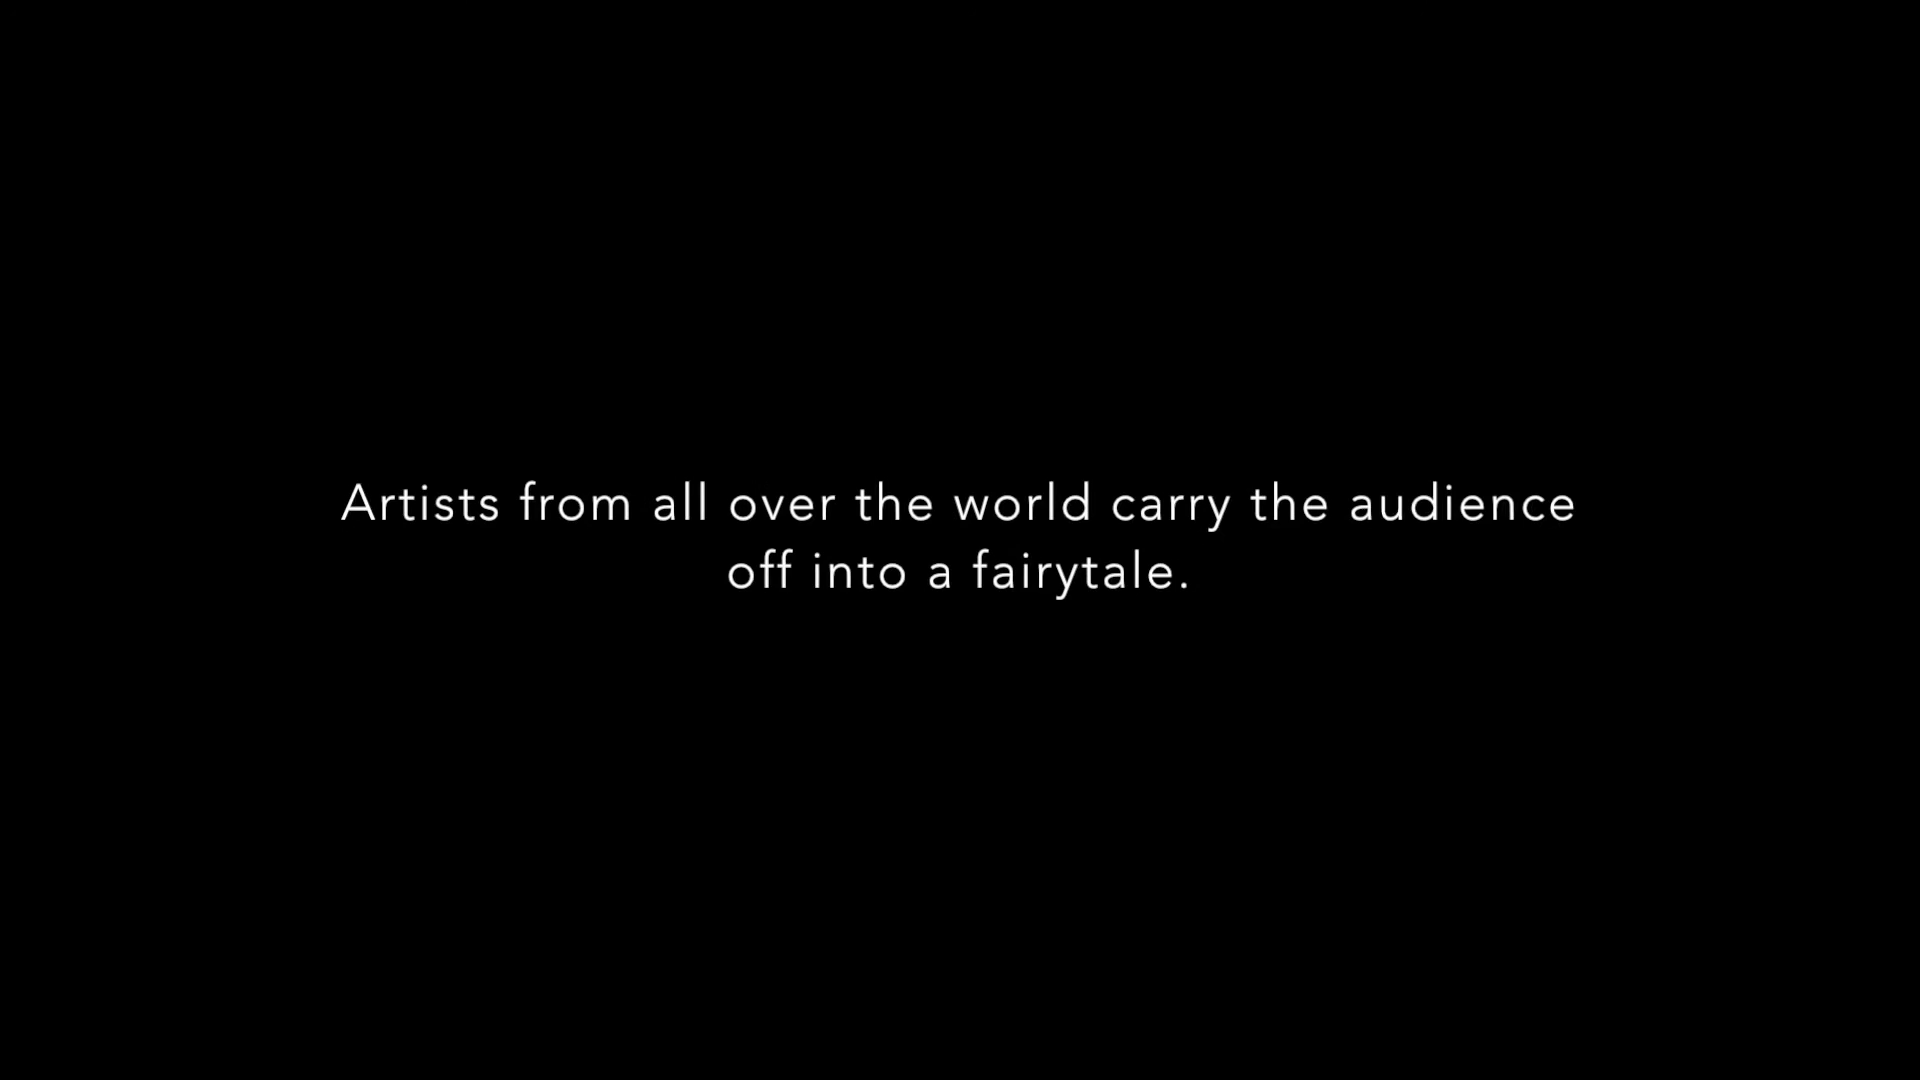 Artists from all over the world carry the audience
off into a fairytale.